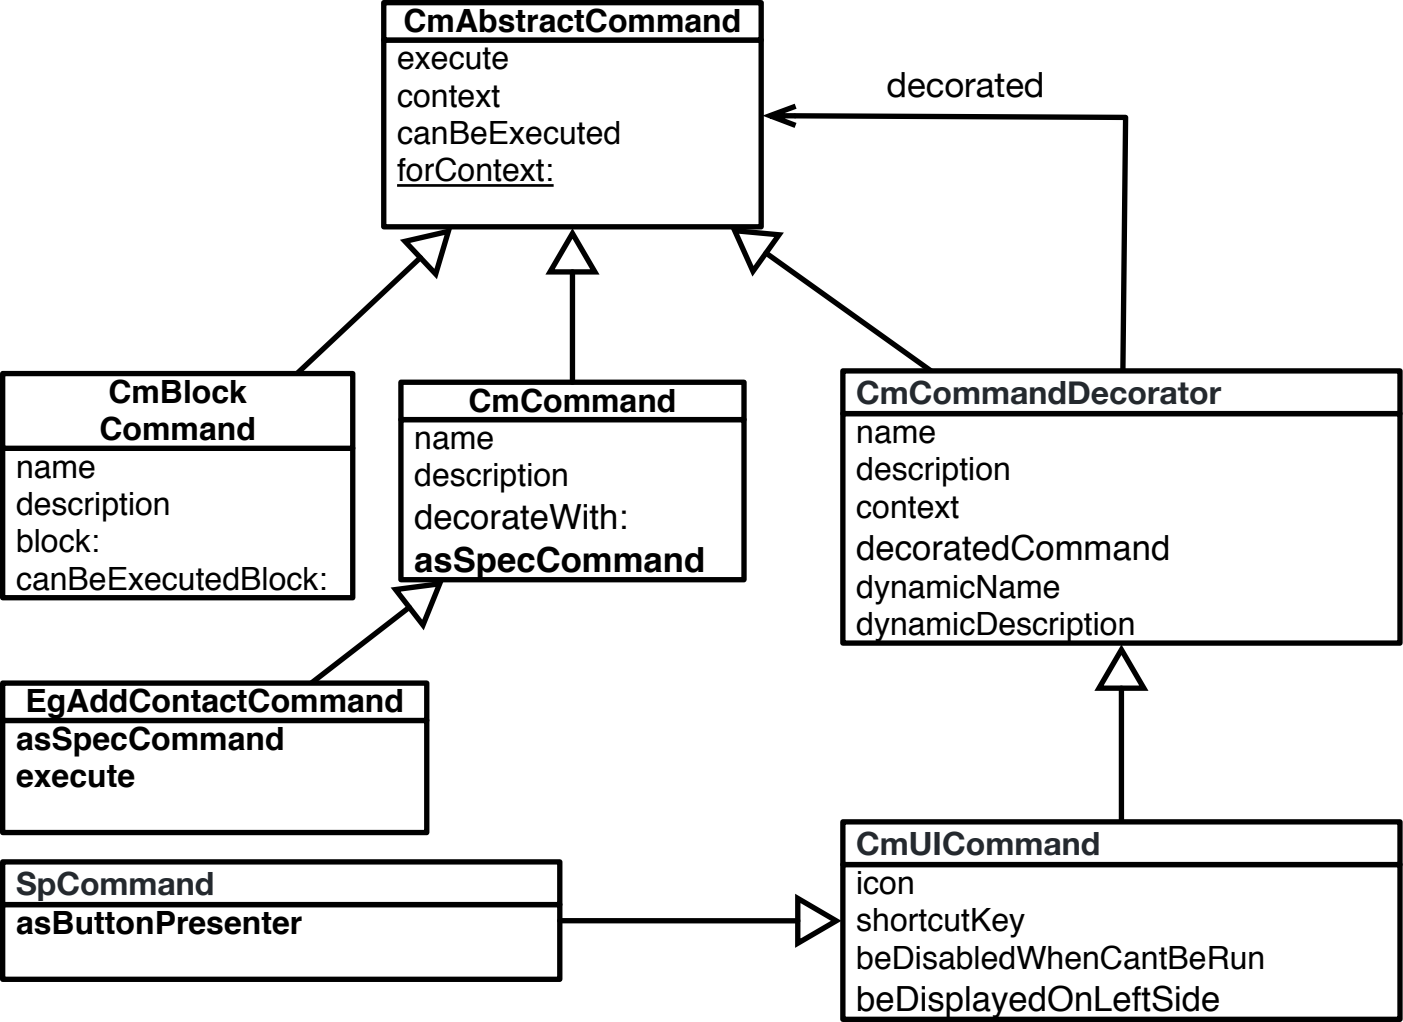 CmAbstractCommand
execute
context
canBeExecuted
forContext:
decorated
CmBlock
Command
name
description
block:
canBeExecutedBlock:
CmCommand
name
description
decorateWith:
asSpecCommand
CmCommandDecorator
name
description
context
decoratedCommand
dynamicName
dynamicDescription
EgAddContactCommand
asSpecCommand
execute
SpCommand
asButtonPresenter
CmUICommand
icon
shortcutKey
beDisabledWhenCantBeRun
beDisplayedOnLeftSide